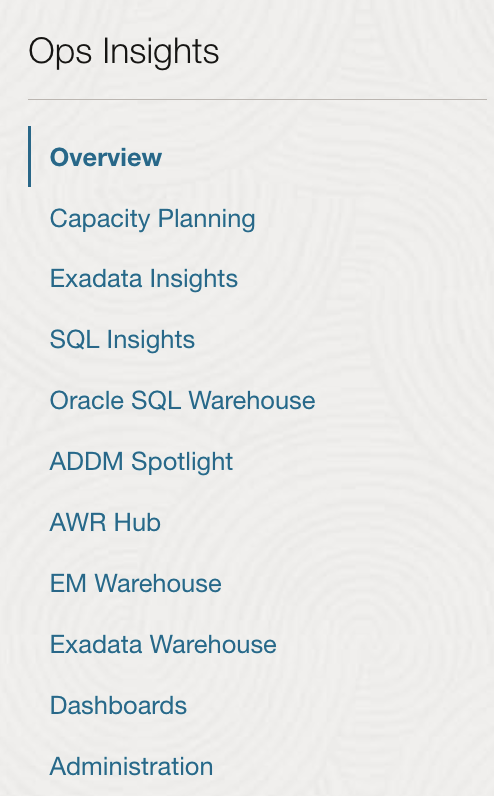 Ops Insights
Overview
Capacity Planning
Exadata Insights
SQL Insights
Oracle SQL Warehouse
ADDM Spotlight
AWR Hub
EM Warehouse
Exadata Warehouse
Dashboards
Administration